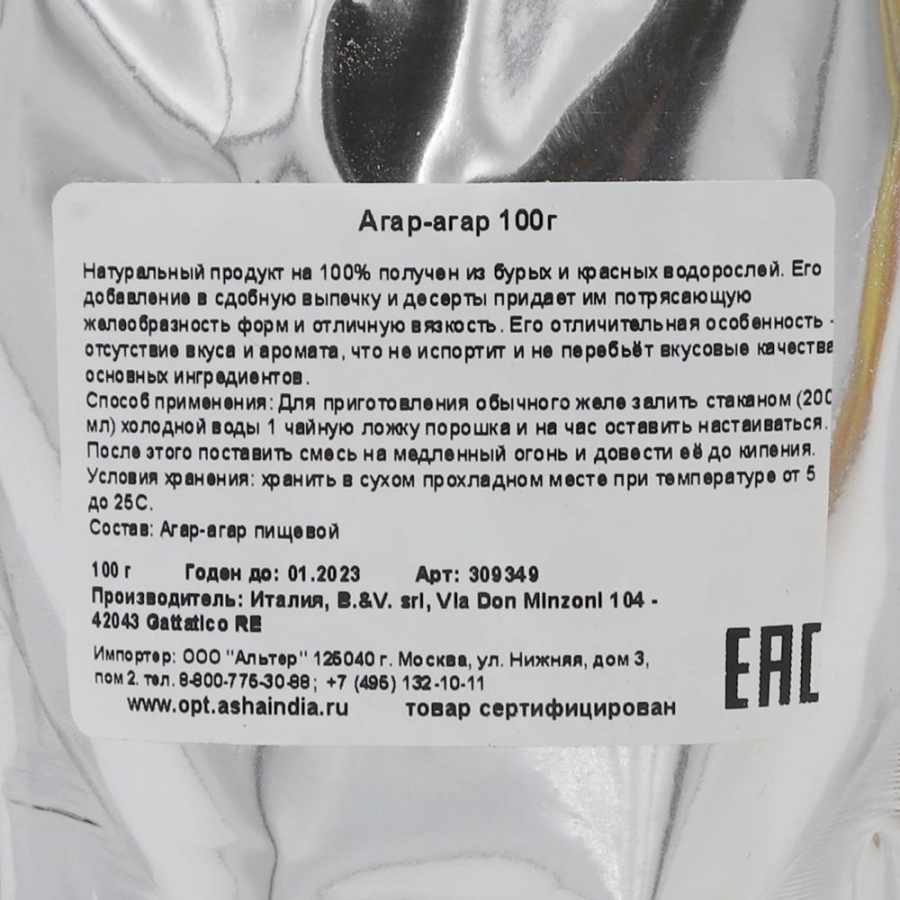 Агар-агар 100г
Натуральный продукт на 100% получен из бурых и красных водорослей. Его
добавление в сдобную выпечку и десерты придает им потрясающую
желеобразность форм и отличную вязкость. Его отличительная особенность -
отсутствие вкуса и аромата, что не испортит и не перебьёт вкусовые качества
основных ингредиентов.
Способ применения: Для приготовления обычного желе залить стаканом (200
мл) холодной воды 1 чайную ложку порошка и на час оставить настаиваться.
После этого поставить смесь на медленный огонь и довести её до кипения.
Условия хранения: хранить в сухом прохладном месте при температуре от 5
до 25С.
Состав: Агар-агар пищевой
100 г Годен до: 01.2023 Арт: 309349
Производитель: Италия, B.&V. srl, Via Don Minzoni 104 -
42043 Gattatico RE
Импортер: ООО "Альтер" 125040 г. Москва, ул. Нижняя, дом 3,
пом 2. тел. 8-800-775-30-88; +7 (495) 132-10-11
www.opt.ashaindia.ru товар сертифицирован
EAC